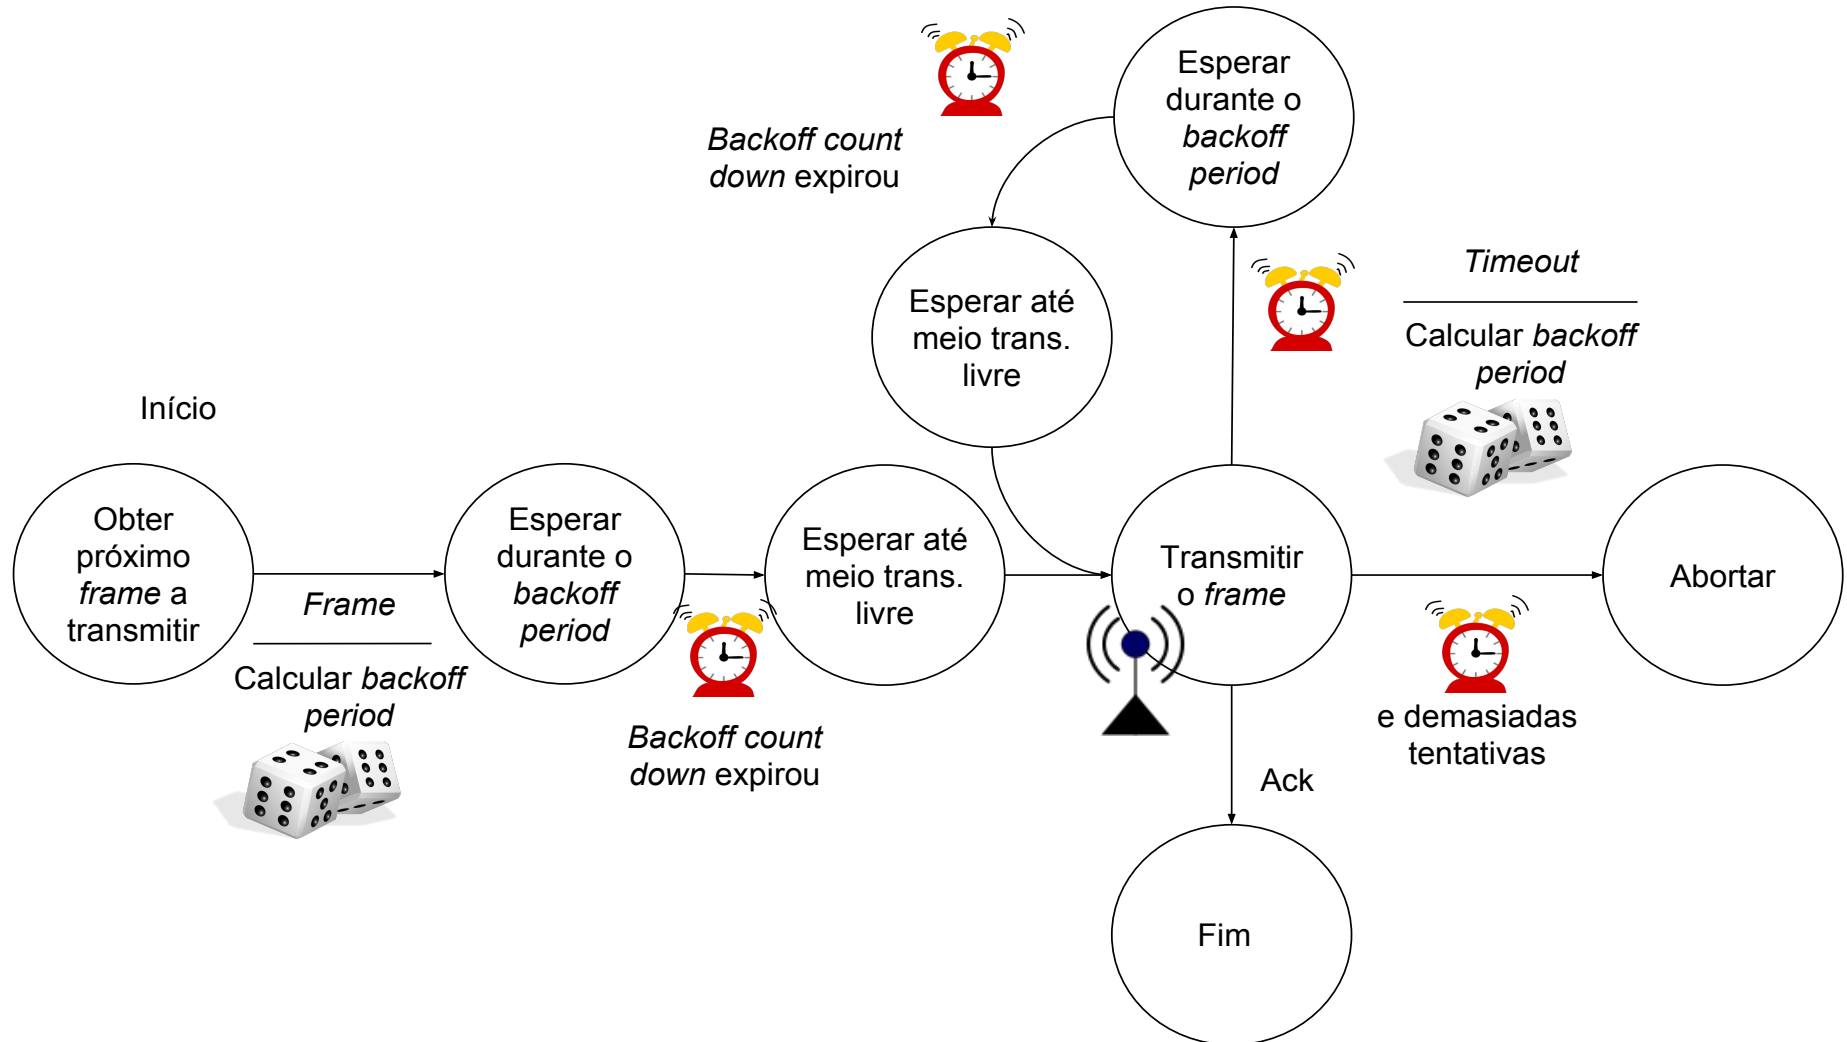 Esperar
durante o
backoff
period
Backoff count
down expirou
Timeout
Calcular backoff
period
Esperar até
meio trans.
livre
Início
Obter
próximo
frame a
transmitir
Frame
Calcular backoff
period
Esperar
durante o
backoff
period
Backoff count
down expirou
Esperar até
meio trans.
livre
Transmitir
o frame
e demasiadas
tentativas
Abortar
Ack
Fim